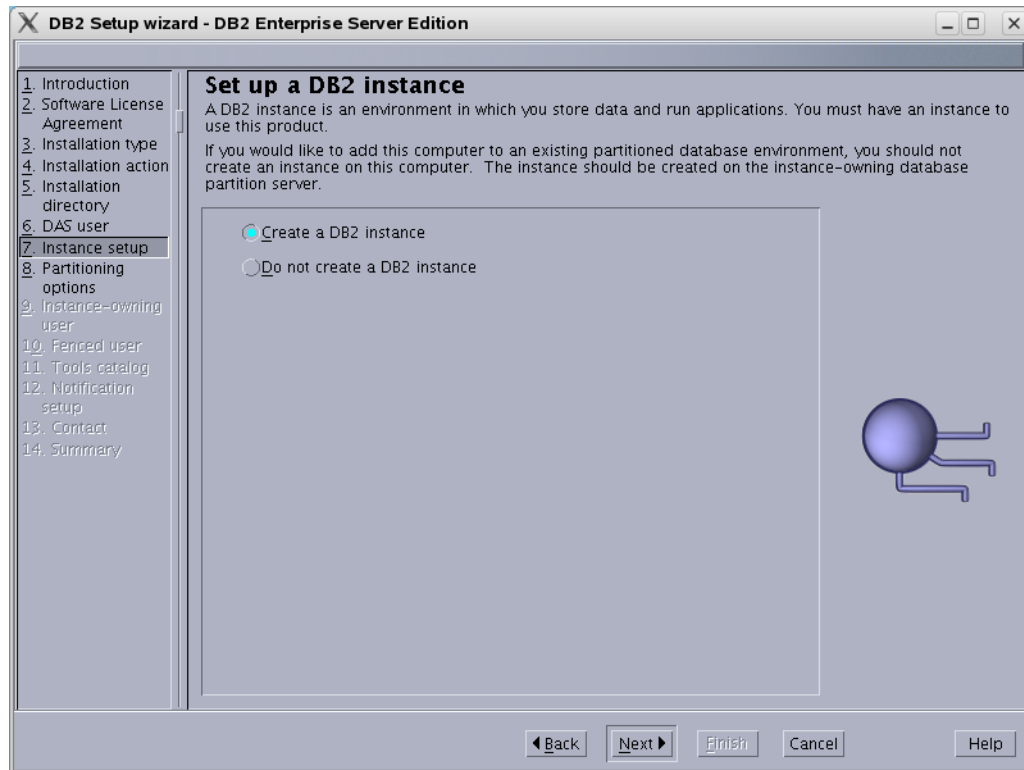 DB2 Setup wizard - DB2 Enterprise Server Edition
1. Introduction
2. Software License
Agreement
3. Installation type
4. Installation action
5. Installation
directory
6. DAS user
7. Instance setup
8. Partitioning
options
9. Instance-owning
user
10. Fenced user
11. Tools catalog
12. Notification
setup
13. Contact
14. Summary
Set up a DB2 instance
A DB2 instance is an environment in which you store data and run applications. You must have an instance to
use this product.
If you would like to add this computer to an existing partitioned database environment, you should not
create an instance on this computer. The instance should be created on the instance-owning database
partition server.
Create a DB2 instance
Do not create a DB2 instance
Back
Next
Finish
Cancel
Help